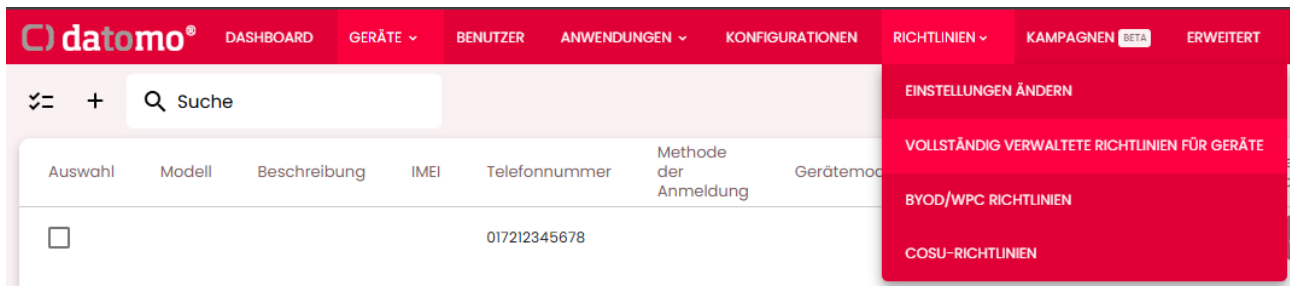 datomo® DASHBOARD GERÄTE BENUTZER ANWENDUNGEN KONFIGURATIONEN RICHTLINIEN KAMPAGNEN BETA ERWEITERT
Suche
EINSTELLUNGEN ÄNDERN
VOLLSTÄNDIG VERWALTETE RICHTLINIEN FÜR GERÄTE
BYOD/WPC RICHTLINIEN
COSU-RICHTLINIEN
Auswahl Modell Beschreibung IMEI Telefonnummer Methode der Anmeldung
017212345678